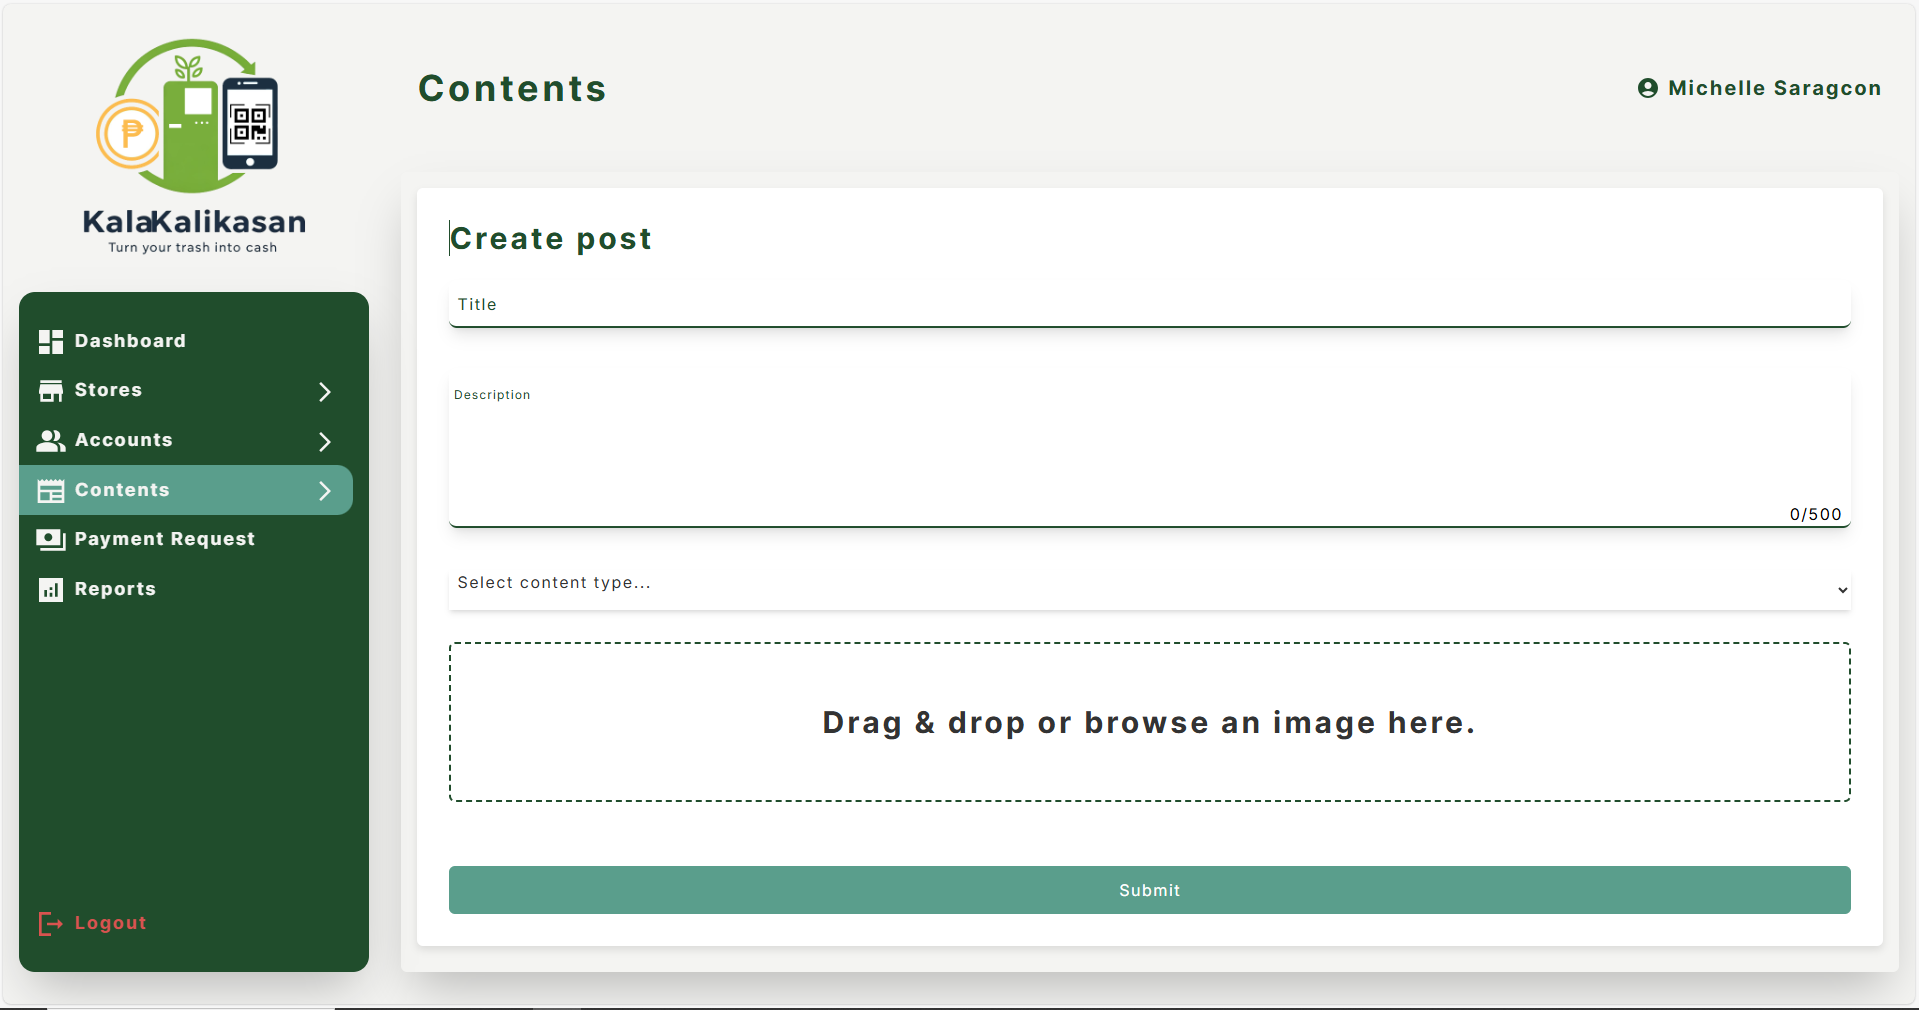 KalaKalikasan
Turn your trash into cash
Contents
Michelle Saragcon
Dashboard
Stores
Accounts
Contents
Payment Request
Reports
Logout
Create post
Title
Description
0/500
Select content type...
Drag & drop or browse an image here.
Submit